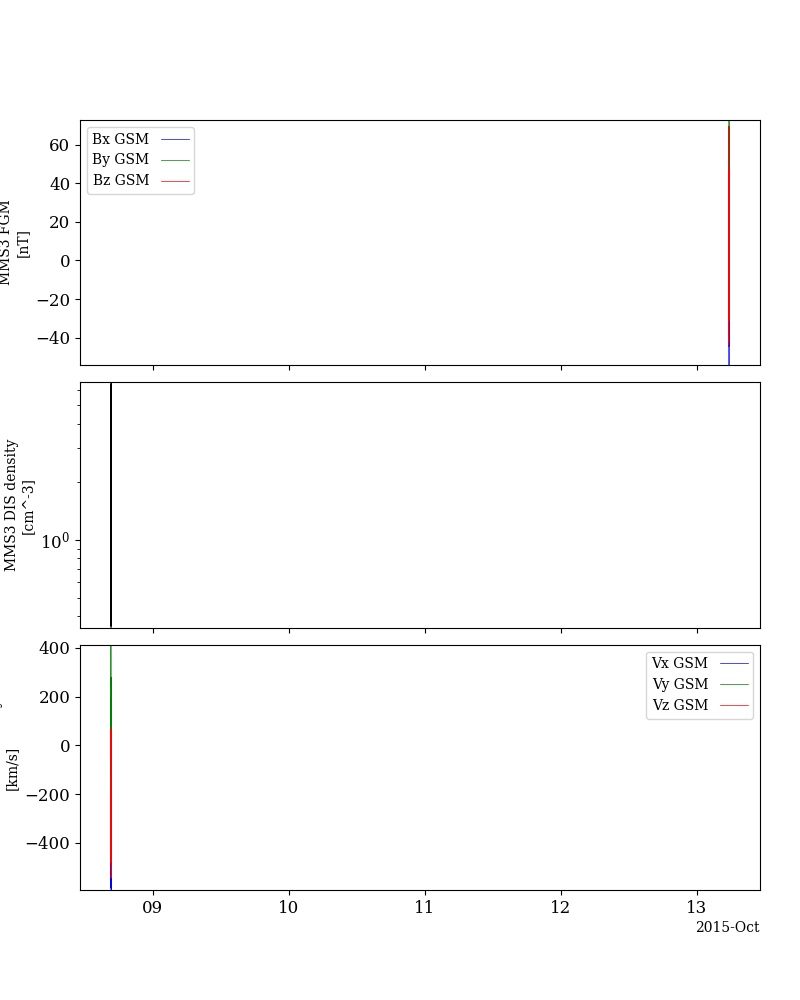 60
40
20
0
−20
−40
MMS3 FGM
[nT]
Bx GSM
By GSM
Bz GSM
10^0
MMS3 DIS density
[cm^-3]
400
200
0
−200
−400
[km/s]
Vx GSM
Vy GSM
Vz GSM
09 10 11 12 13
2015-Oct